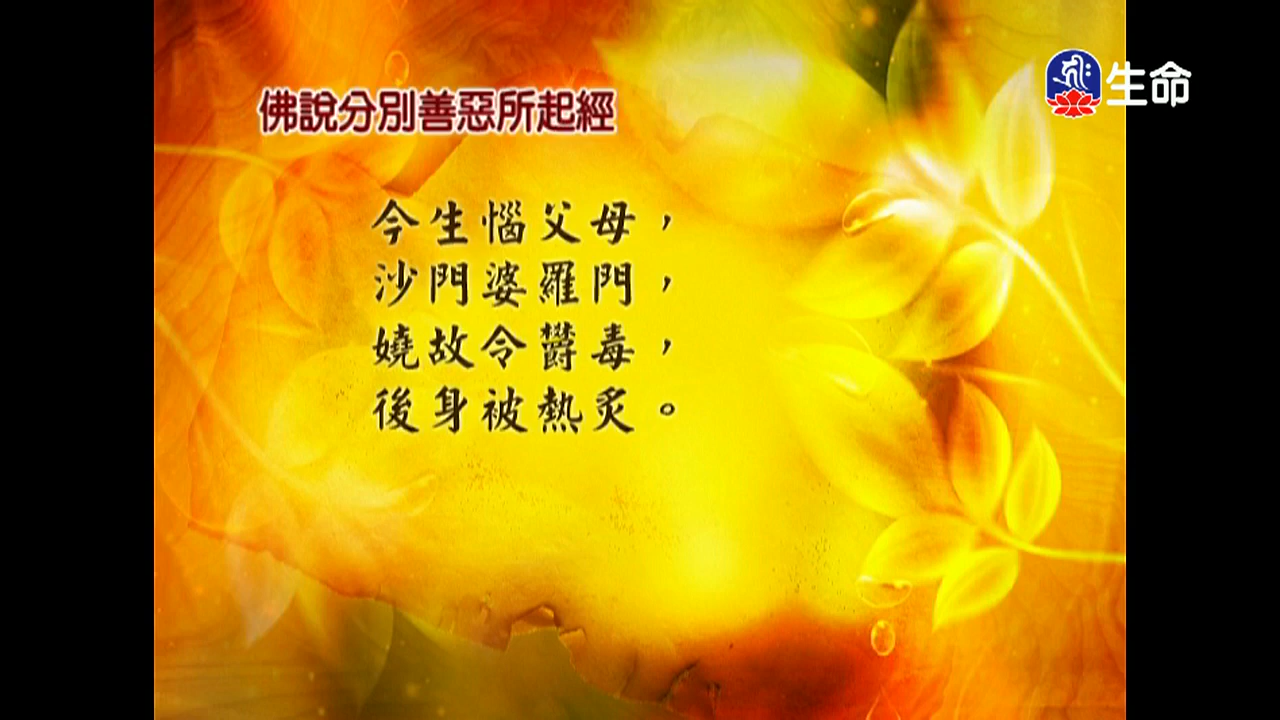 佛說分別善惡所起經
生命
今生惱父母，
沙門婆羅門，
嬈故令欝毒，
後身被熱炙。